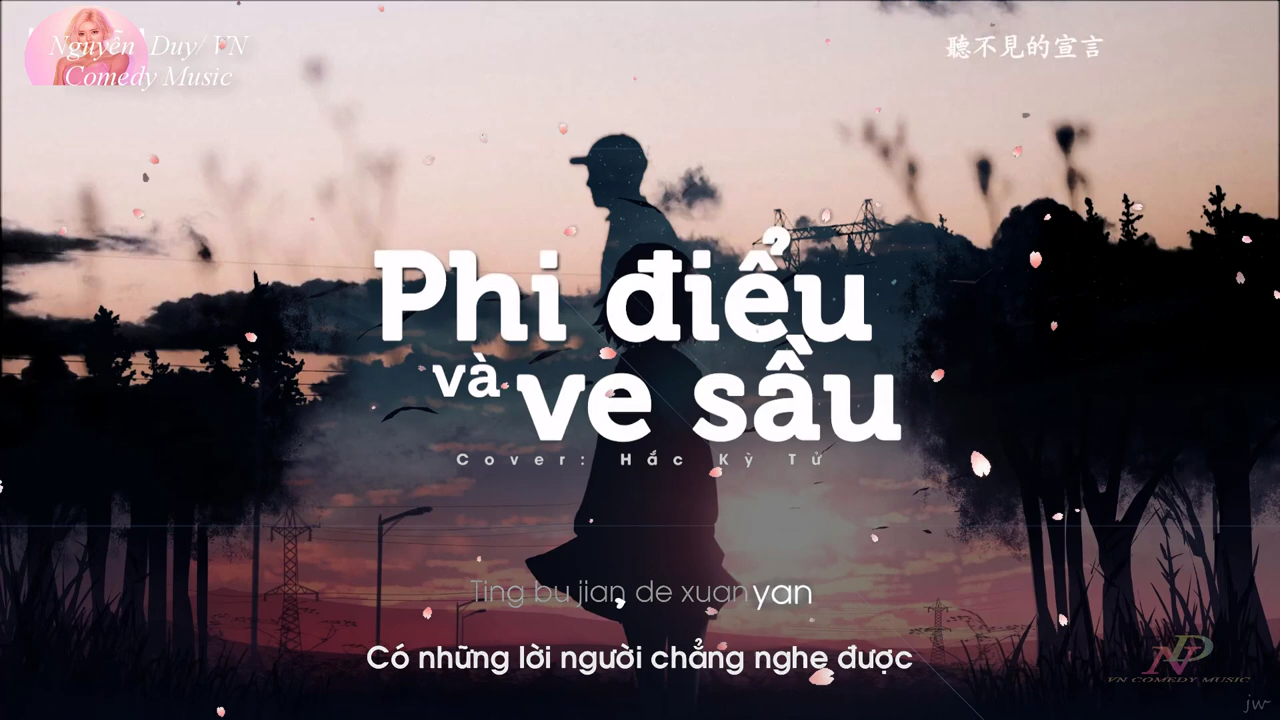 Nguyễn Duy/ VN
Comedy Music
聽不見的宣言
Phi điểu
và ve sầu
Cover: Hắc Kỳ Tử
Ting bu jian de xuan yan
Có những lời người chẳng nghe được
VN COMEDY MUSIC
jw